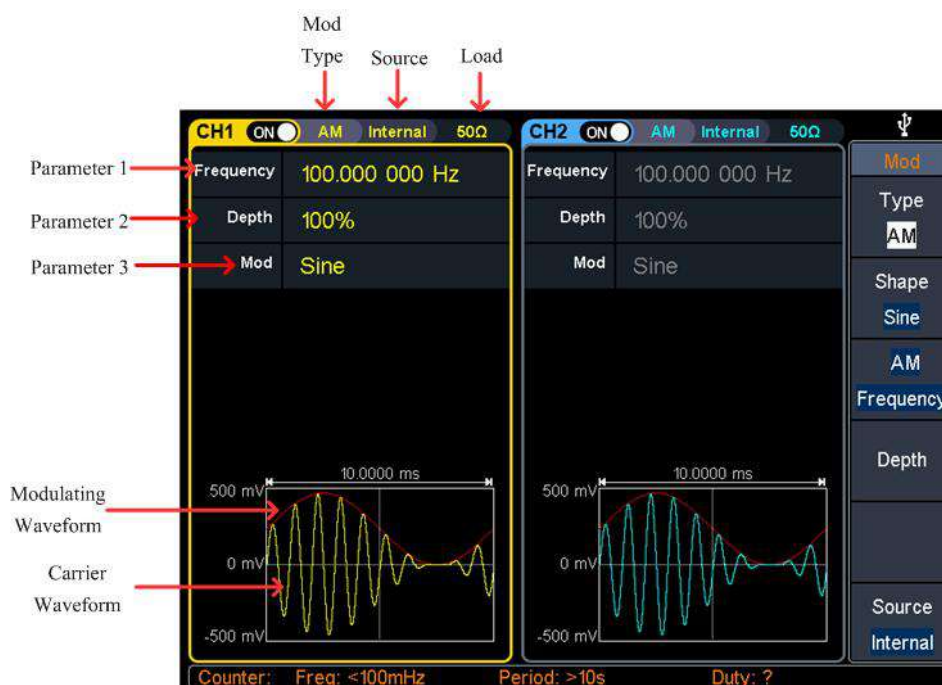 Mod
Type
Source
Load
CH1 ON AM Internal 50Ω
CH2 ON AM Internal 50Ω
Parameter 1
Frequency 100.000 000 Hz
Frequency 100.000 000 Hz
Parameter 2
Depth 100%
Depth 100%
Parameter 3
Mod Sine
Mod Sine
Mod
Type
AM
Shape
Sine
AM
Frequency
Depth
Source
Internal
Modulating
Waveform
Carrier
Waveform
10.0000 ms
500 mV
0 mV
-500 mV
10.0000 ms
500 mV
0 mV
-500 mV
Counter: Freq: <100mHz Period: >10s Duty: ?